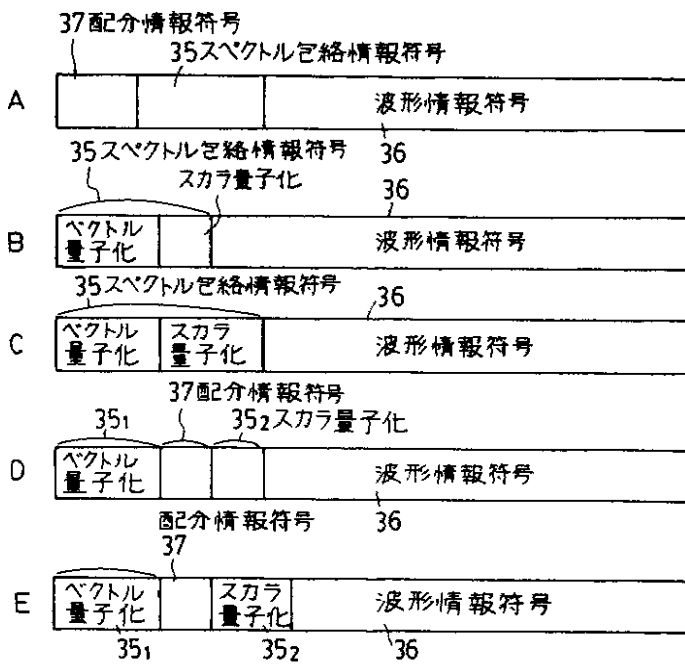 37配分情報符号
35スペクトル包絡情報符号
A
波形情報符号
36
35スペクトル包絡情報符号
スカラ量子化
36
B
ベクトル
量子化
波形情報符号
35スペクトル包絡情報符号
36
C
ベクトル
量子化
スカラ
量子化
波形情報符号
37配分情報符号
35₁
35₂スカラ量子化
D
ベクトル
量子化
波形情報符号
36
配分情報符号
37
E
ベクトル
量子化
スカラ
量子化
波形情報符号
35₁
35₂
36